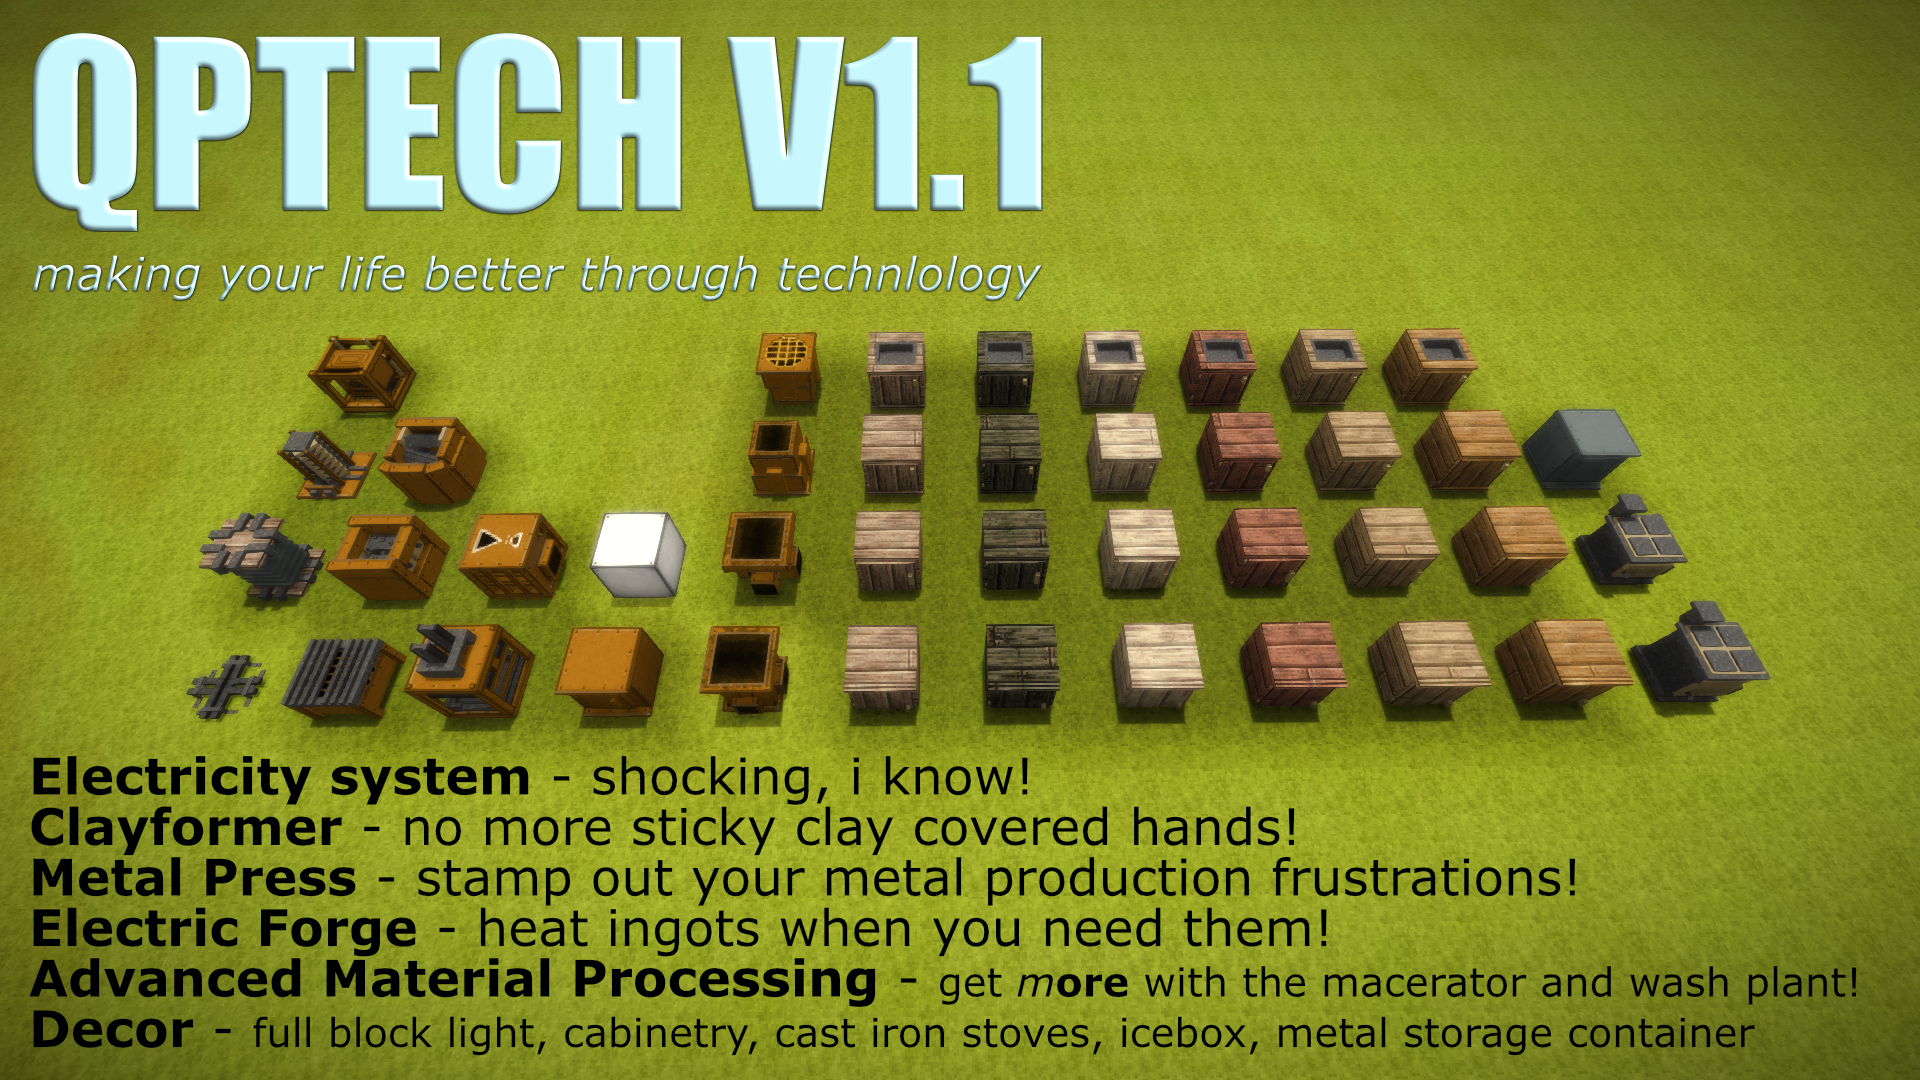 QPTECH V1.1
making your life better through technlology
Electricity system - shocking, i know!
Clayformer - no more sticky clay covered hands!
Metal Press - stamp out your metal production frustrations!
Electric Forge - heat ingots when you need them!
Advanced Material Processing - get more with the macerator and wash plant!
Decor - full block light, cabinetry, cast iron stoves, icebox, metal storage container